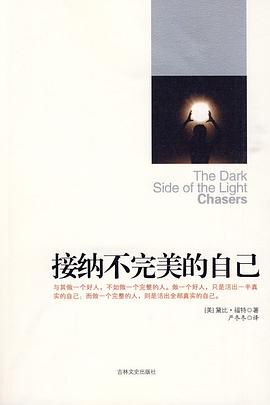 The Dark
Side of the Light
Chasers
接纳不完美的自己
与其做一个好人，不如做一个完整的人。做一个好人，只是活出一半真
实的自己；而做一个完整的人，则是活出全部真实的自己。
[美] 黛比·福特 著
严冬冬 译
吉林文史出版社